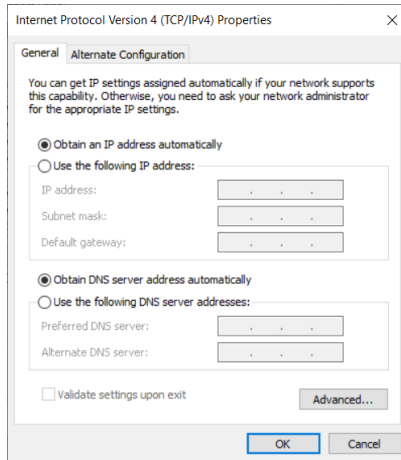 Internet Protocol Version 4 (TCP/IPv4) Properties
General
Alternate Configuration
You can get IP settings assigned automatically if your network supports
this capability. Otherwise, you need to ask your network administrator
for the appropriate IP settings.
Obtain an IP address automatically
Use the following IP address:
IP address:
Subnet mask:
Default gateway:
Obtain DNS server address automatically
Use the following DNS server addresses:
Preferred DNS server:
Alternate DNS server:
Validate settings upon exit
Advanced...
OK
Cancel